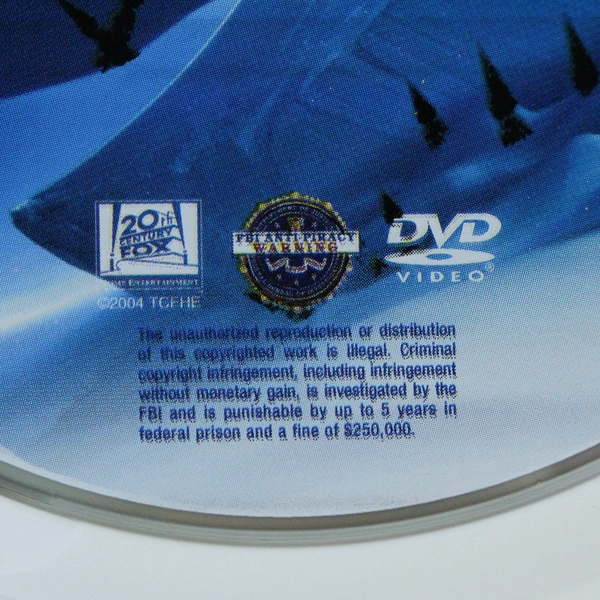 20th
CENTURY
FOX
HOME ENTERTAINMENT
©2004 TCFHE
FBI ANTI-PIRACY
WARNING
DVD
VIDEO®
The unauthorized reproduction or distribution
of this copyrighted work is illegal. Criminal
copyright infringement, including infringement
without monetary gain, is investigated by the
FBI and is punishable by up to 5 years in
federal prison and a fine of $250,000.